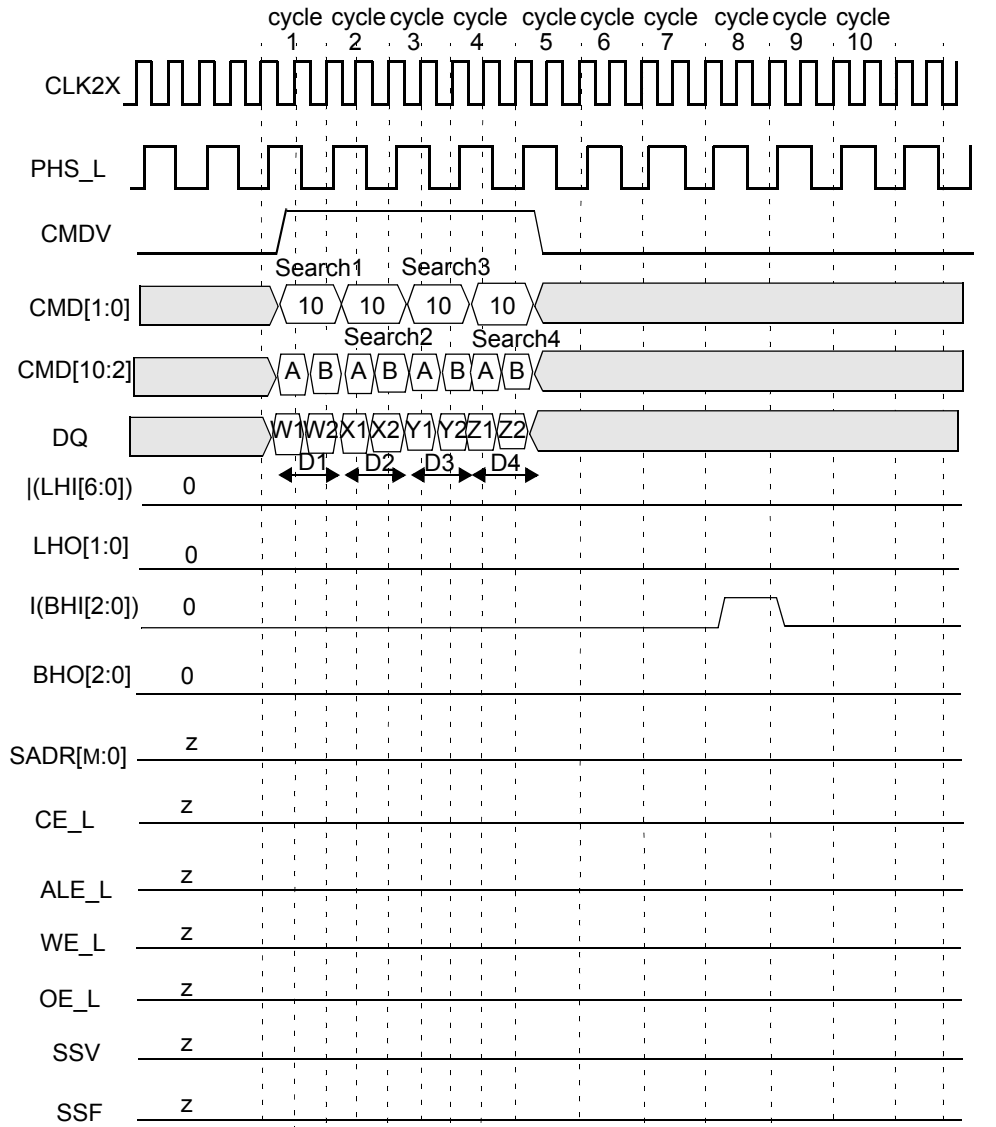 cycle cycle cycle cycle cycle cycle cycle cycle cycle cycle
1 2 3 4 5 6 7 8 9 10
CLK2X
PHS_L
CMDV
Search1 Search3
CMD[1:0] 10 10 10 10
Search2 Search4
CMD[10:2] A B A B A B A B
DQ W1 W2 X1 X2 Y1 Y2 Z1 Z2
D1 D2 D3 D4
|(LHI[6:0]) 0
LHO[1:0] 0
I(BHI[2:0]) 0
BHO[2:0] 0
SADR[M:0] z
CE_L z
ALE_L z
WE_L z
OE_L z
SSV z
SSF z